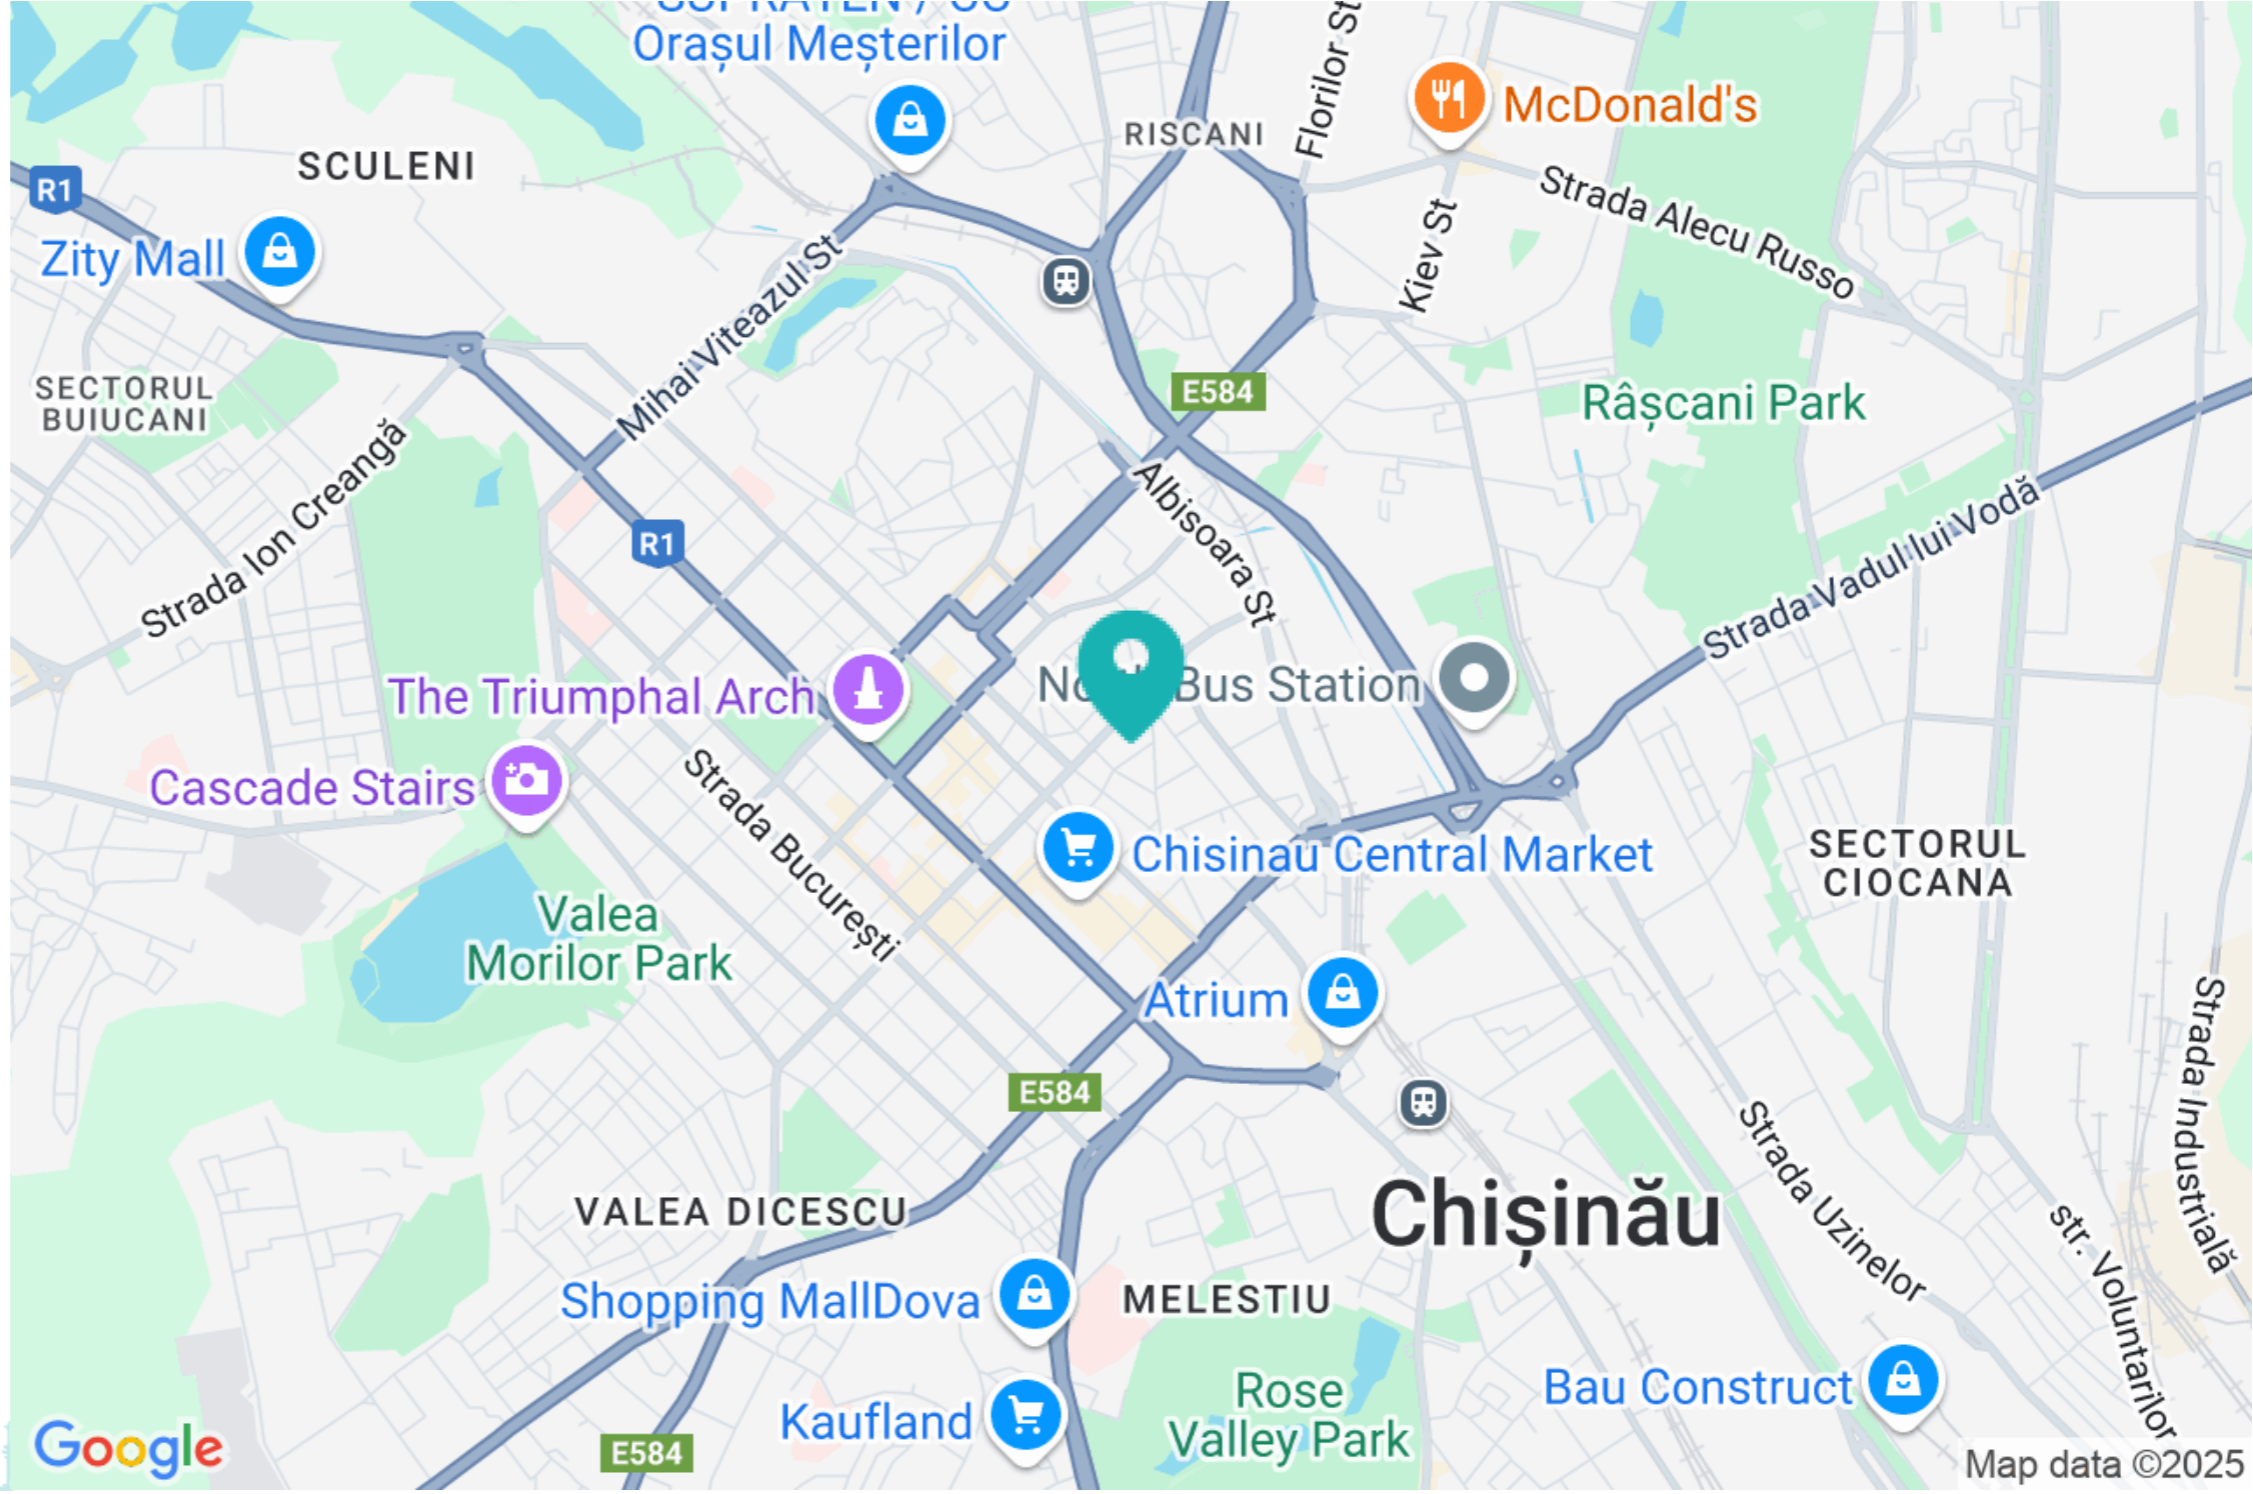 Orașul Meșterilor
Florilor St
McDonald's
RISCANI
SCULENI
R1
Strada Alecu Russo
Zity Mall
Kiev St
Mihai Viteazul St
SECTORUL
BUIUCANI
E584
Râșcani Park
Strada Ion Creangă
R1
Albisoara St
Strada Vadul lui Vodă
The Triumphal Arch
Bus Station
Cascade Stairs
Strada București
Chisinau Central Market
SECTORUL
CIOCANA
Valea
Morilor Park
Atrium
Strada Industrială
E584
Strada Uzinelor
VALEA DICESCU
Chișinău
str. Voluntarilor
Shopping MallDova
MELESTIU
Rose
Valley Park
Bau Construct
Kaufland
Google
E584
Map data ©2025